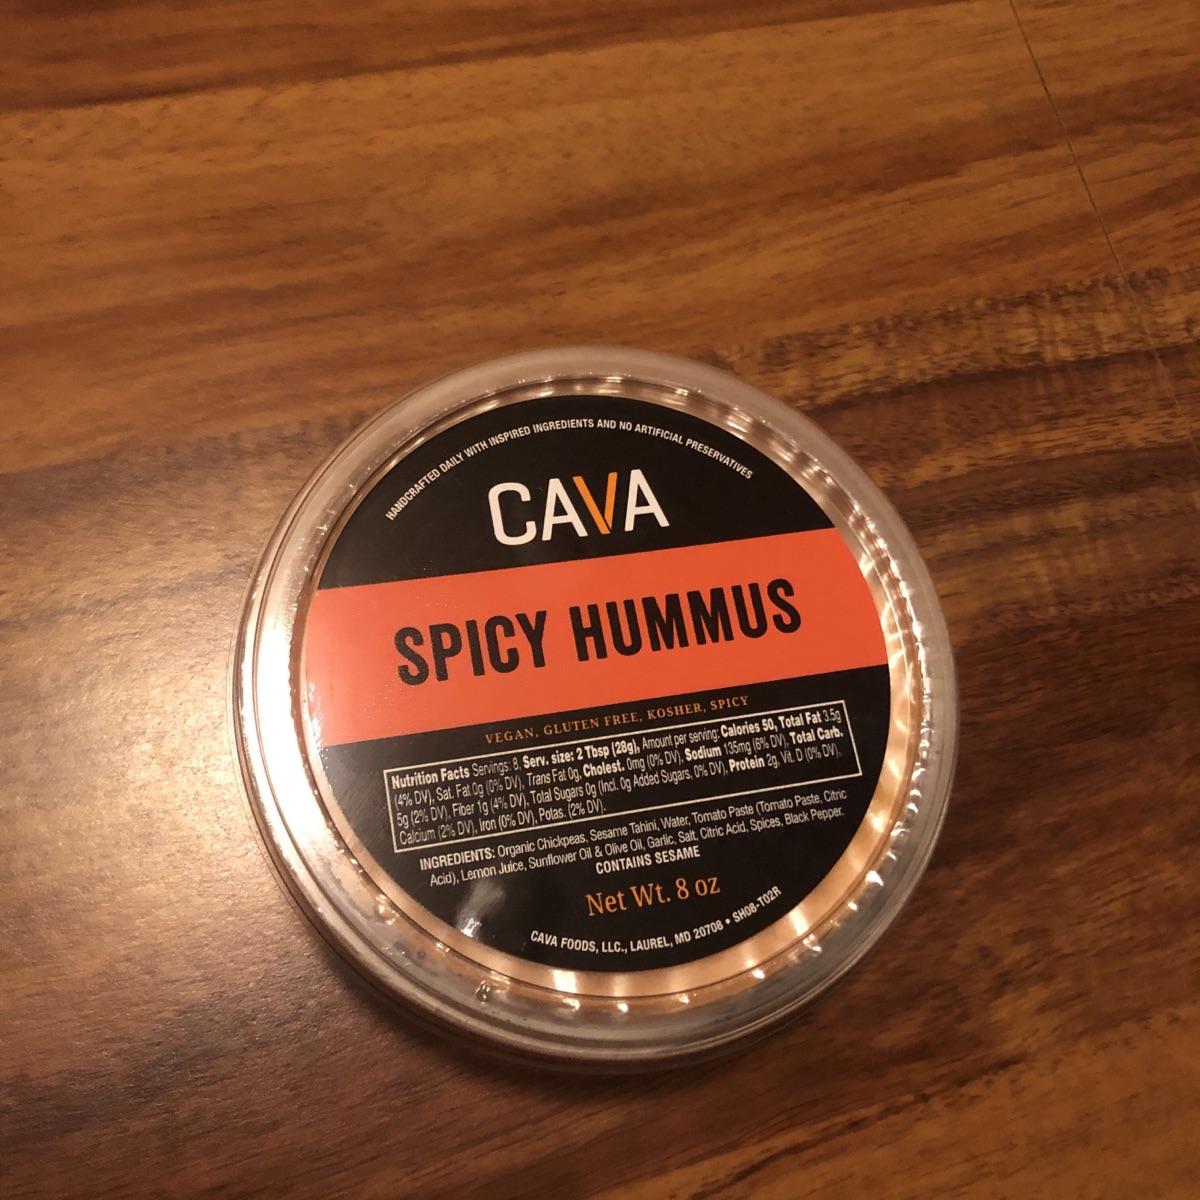 HANDCRAFTED DAILY WITH INSPIRED INGREDIENTS AND NO ARTIFICIAL PRESERVATIVES
CAVA
SPICY HUMMUS
VEGAN, GLUTEN FREE, KOSHER, SPICY
Nutrition Facts Servings: 8, Serv. size: 2 Tbsp (28g), Amount per serving: Calories 50, Total Fat 3.5g
(4% DV), Sat. Fat 0g (0% DV), Trans Fat 0g, Cholest. 0mg (0% DV), Sodium 135mg (6% DV), Total Carb.
5g (2% DV), Fiber 1g (4% DV), Total Sugars 0g (Incl. 0g Added Sugars, 0% DV), Protein 2g, Vit. D (0% DV),
Calcium (2% DV), Iron (0% DV), Potas. (2% DV).
INGREDIENTS: Organic Chickpeas, Sesame Tahini, Water, Tomato Paste (Tomato Paste, Citric
Acid), Lemon Juice, Sunflower Oil & Olive Oil, Garlic, Salt, Citric Acid, Spices, Black Pepper.
CONTAINS SESAME
Net Wt. 8 oz
CAVA FOODS, LLC., LAUREL, MD 20708 • SH08-T02R